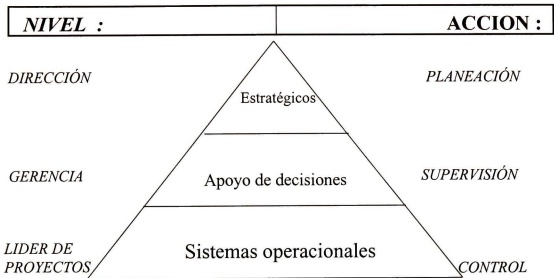 NIVEL :
ACCION :
DIRECCIÓN
Estratégicos
PLANEACIÓN
GERENCIA
Apoyo de decisiones
SUPERVISIÓN
LIDER DE
PROYECTOS
Sistemas operacionales
CONTROL